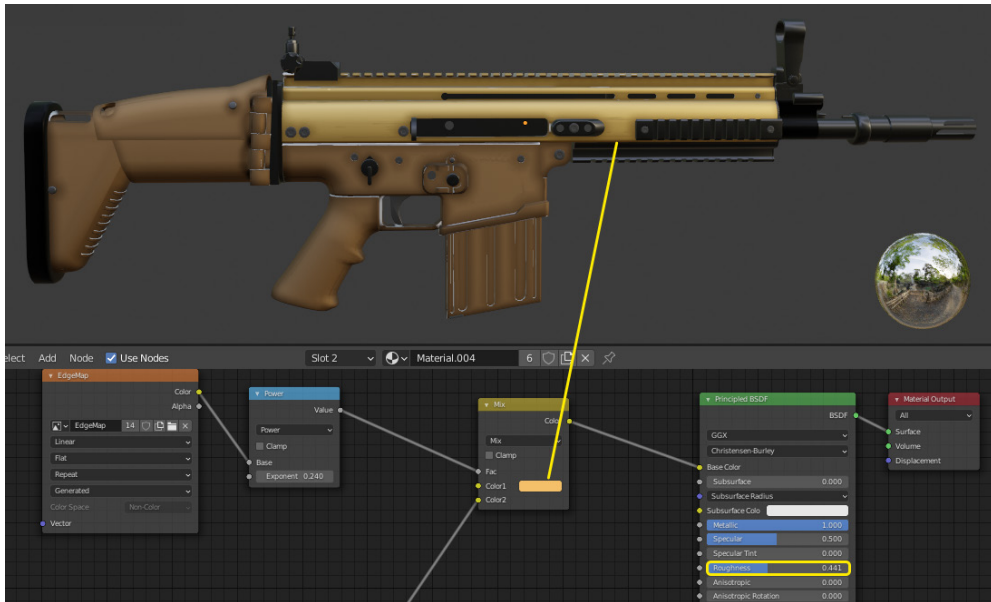 elect Add Node Use Nodes Slot 2 Material.004 6
EdgeMap
Color
Alpha
EdgeMap 14
Linear
Flat
Repeat
Generated
Color Space Non-Color
Vector
Power
Value
Power
Clamp
Base
Exponent 0.240
Mix
Color
Mix
Clamp
Fac
Color1
Color2
Principled BSDF
BSDF
GGX
Christensen-Burley
Base Color
Subsurface 0.000
Subsurface Radius
Subsurface Colo
Metallic 1.000
Specular 0.500
Specular Tint 0.000
Roughness 0.441
Anisotropic 0.000
Anisotropic Rotation 0.000
Material Output
All
Surface
Volume
Displacement